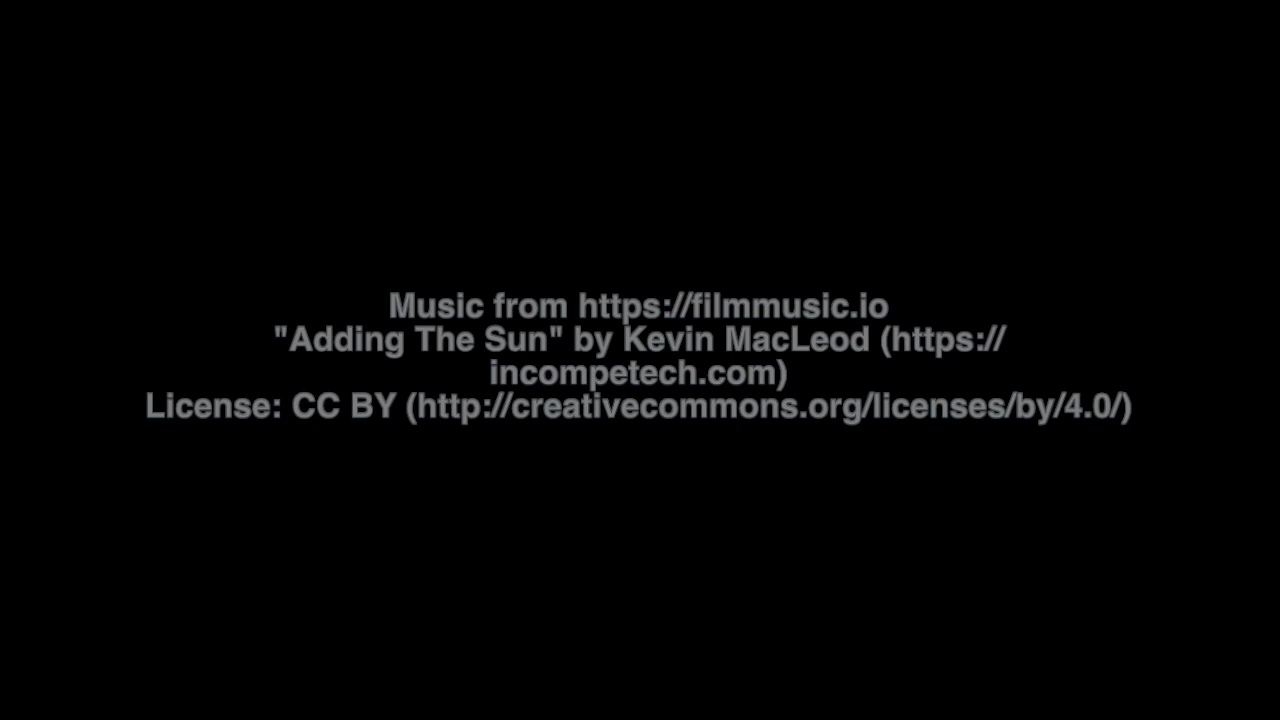 Music from https://filmmusic.io
"Adding The Sun" by Kevin MacLeod (https://
incompetech.com)
License: CC BY (http://creativecommons.org/licenses/by/4.0/)